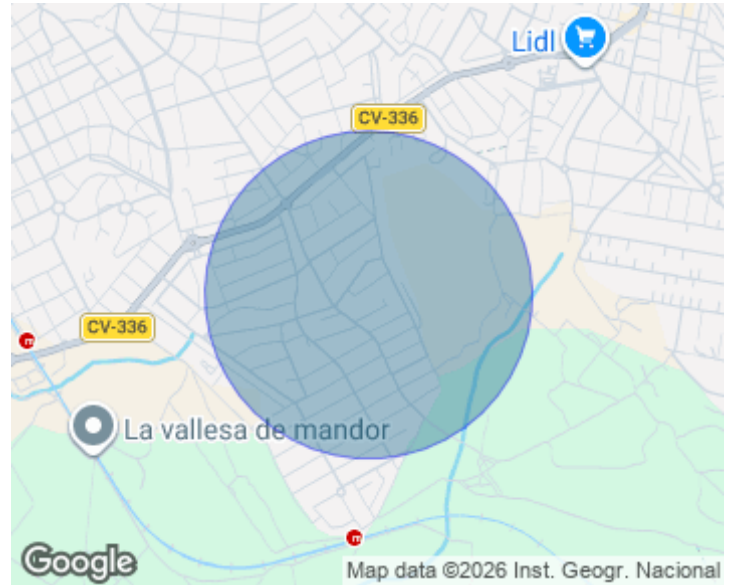 Lidl
CV-336
CV-336
La vallesa de mandor
Google
Map data ©2026 Inst. Geogr. Nacional